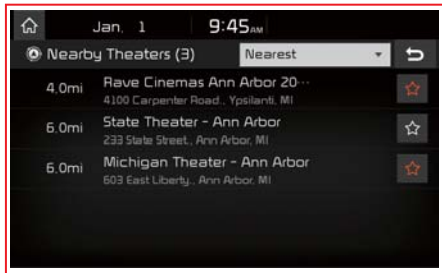 Jan. 1 9:45AM
Nearby Theaters (3) Nearest
4.0mi Rave Cinemas Ann Arbor 20···
4100 Carpenter Road., Ypsilanti, MI
6.0mi State Theater - Ann Arbor
233 State Street., Ann Arbor, MI
6.0mi Michigan Theater - Ann Arbor
603 East Liberty., Ann Arbor, MI